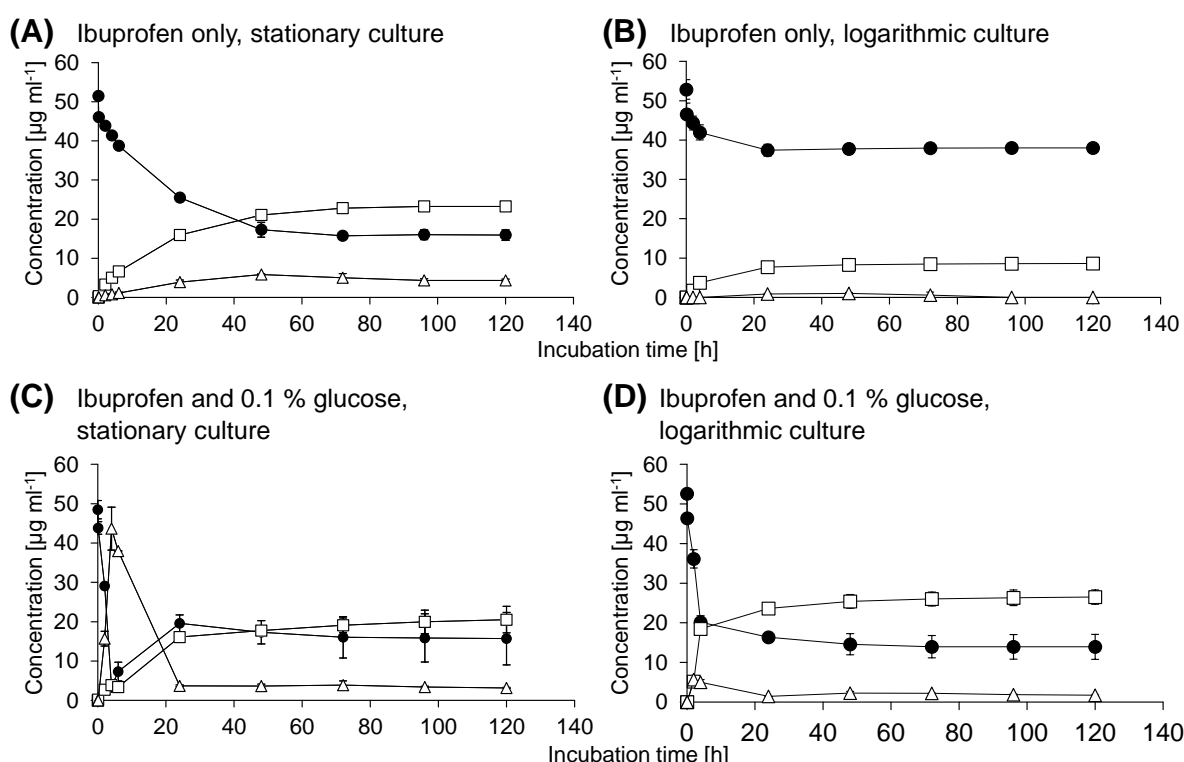 (A) Ibuprofen only, stationary culture
Concentration [µg ml-1]
60
50
40
30
20
10
0
0 20 40 60 80 100 120 140
(B) Ibuprofen only, logarithmic culture
Concentration [µg ml-1]
60
50
40
30
20
10
0
0 20 40 60 80 100 120 140
Incubation time [h]
(C) Ibuprofen and 0.1 % glucose,
stationary culture
Concentration [µg ml-1]
60
50
40
30
20
10
0
0 20 40 60 80 100 120 140
(D) Ibuprofen and 0.1 % glucose,
logarithmic culture
Concentration [µg ml-1]
60
50
40
30
20
10
0
0 20 40 60 80 100 120 140
Incubation time [h]